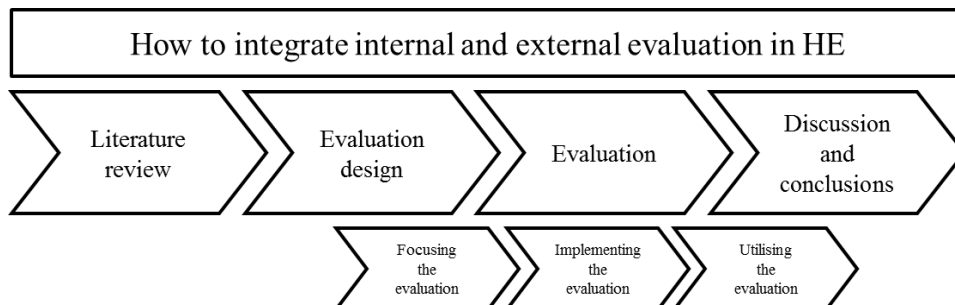 How to integrate internal and external evaluation in HE
Literature
review
Evaluation
design
Evaluation
Discussion
and
conclusions
Focusing
the
evaluation
Implementing
the
evaluation
Utilising
the
evaluation